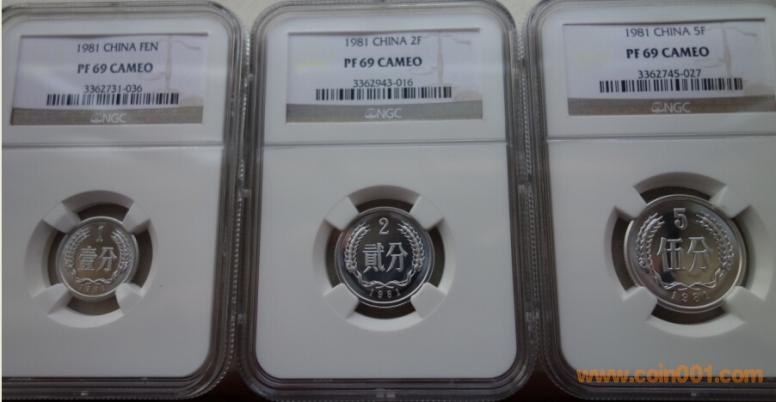 1981 CHINA FEN
PF 69 CAMEO
3362731-036
NGC
1
壹分
1981
1981 CHINA 2F
PF 69 CAMEO
3362943-016
NGC
2
贰分
1981
1981 CHINA 5F
PF 69 CAMEO
3362745-027
NGC
5
伍分
1981
www.coin001.com